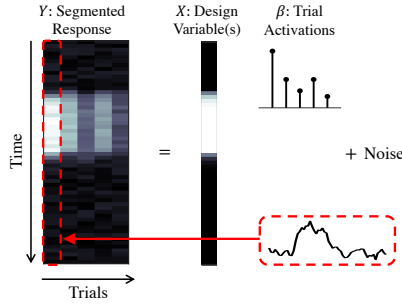 Y: Segmented
Response
X: Design
Variable(s)
β: Trial
Activations
Time
=
+ Noise
Trials